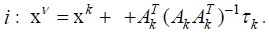 i: x^ν = x^k + + A_k^T (A_k A_k^T)^{-1} τ_k.